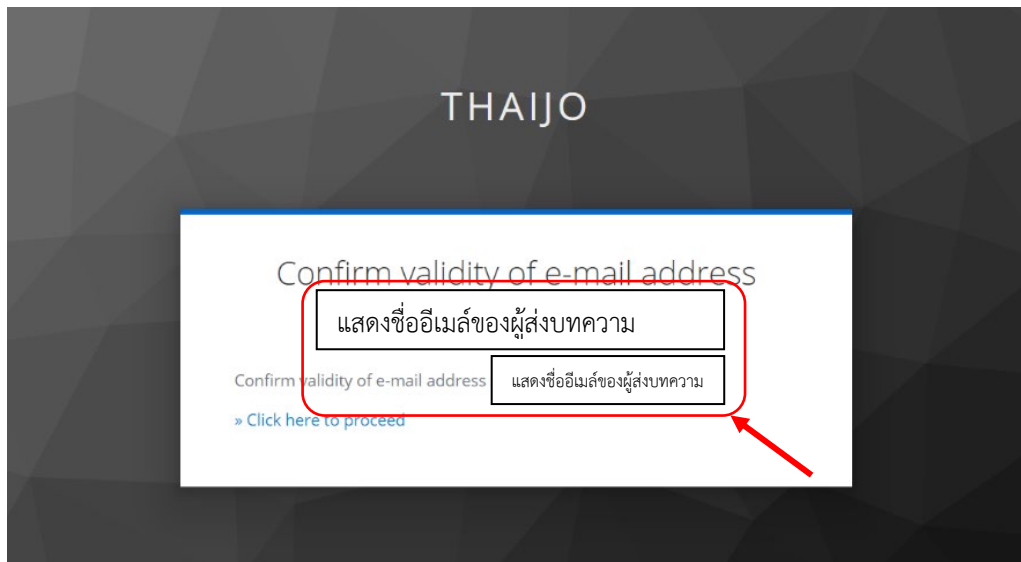 THAIJO
Confirm validity of e-mail address
แสดงชื่ออีเมล์ของผู้ส่งบทความ
Confirm validity of e-mail address แสดงชื่ออีเมล์ของผู้ส่งบทความ
» Click here to proceed